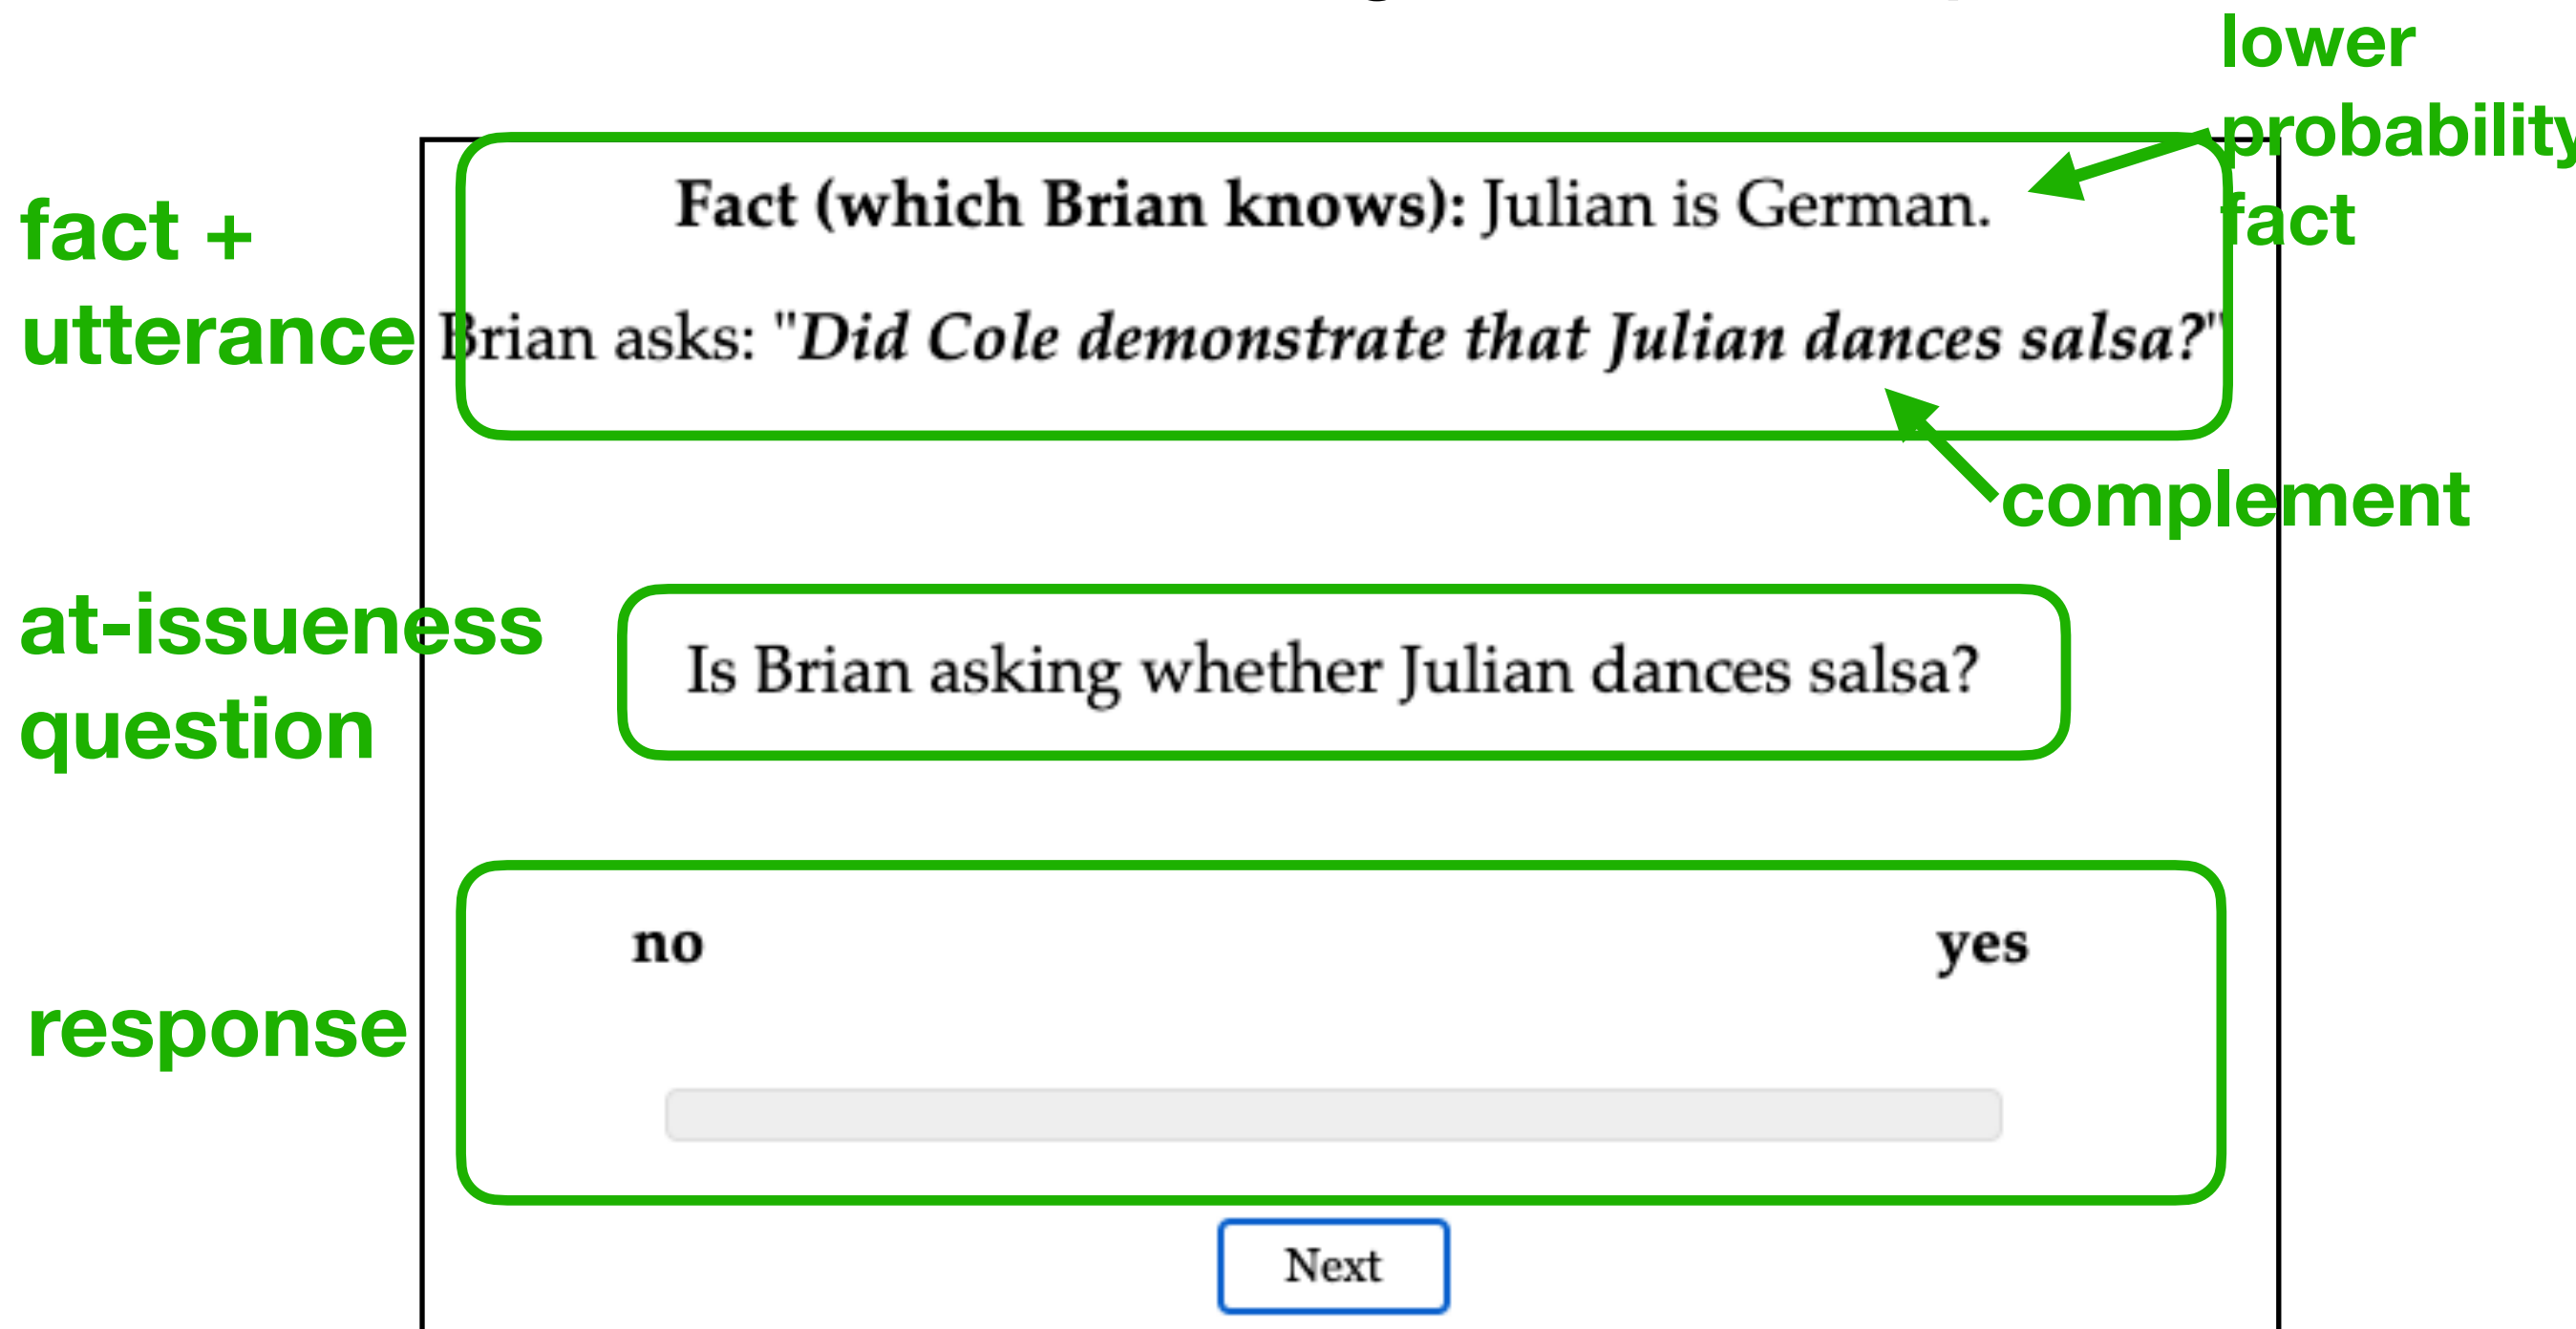 lower
probability
fact
Fact (which Brian knows): Julian is German.
fact +
utterance
Brian asks: "Did Cole demonstrate that Julian dances salsa?"
complement
at-issueness
question
Is Brian asking whether Julian dances salsa?
no yes
response
Next